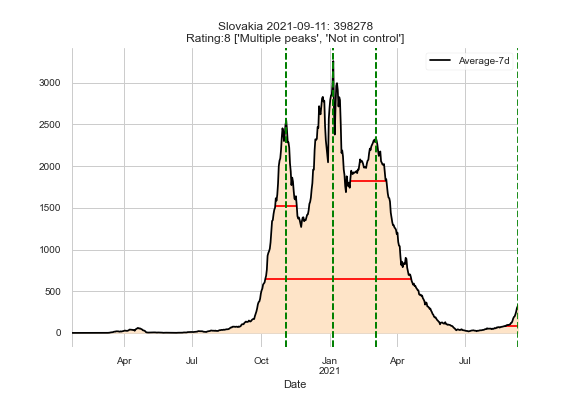 Slovakia 2021-09-11: 398278
Rating:8 ['Multiple peaks', 'Not in control']
Average-7d
3000
2500
2000
1500
1000
500
0
Apr
Jul
Oct
Jan
2021
Apr
Jul
Date